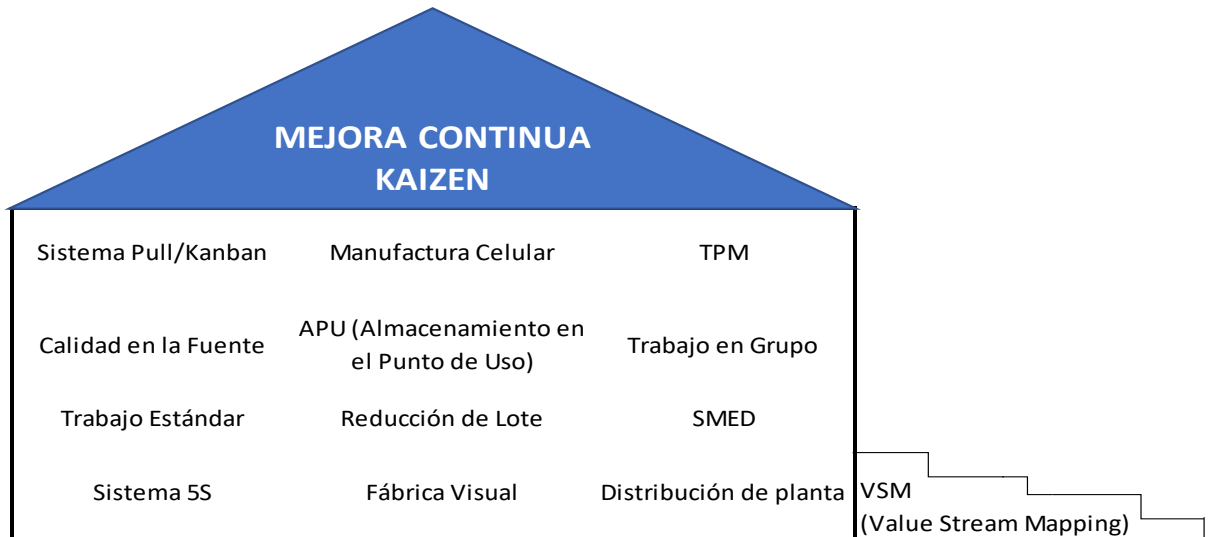 MEJORA CONTINUA
KAIZEN
Sistema Pull/Kanban
Manufactura Celular
TPM
Calidad en la Fuente
APU (Almacenamiento en
el Punto de Uso)
Trabajo en Grupo
Trabajo Estándar
Reducción de Lote
SMED
Sistema 5S
Fábrica Visual
Distribución de planta
VSM
(Value Stream Mapping)